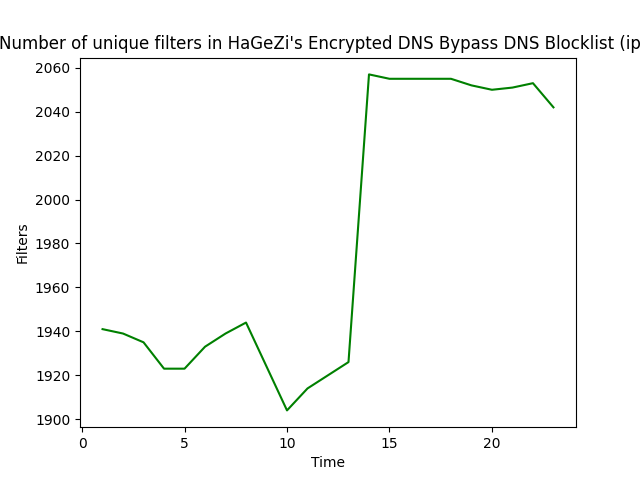 Number of unique filters in HaGeZi's Encrypted DNS Bypass DNS Blocklist (ip
2060
2040
2020
2000
1980
1960
1940
1920
1900
Filters
0 5 10 15 20
Time